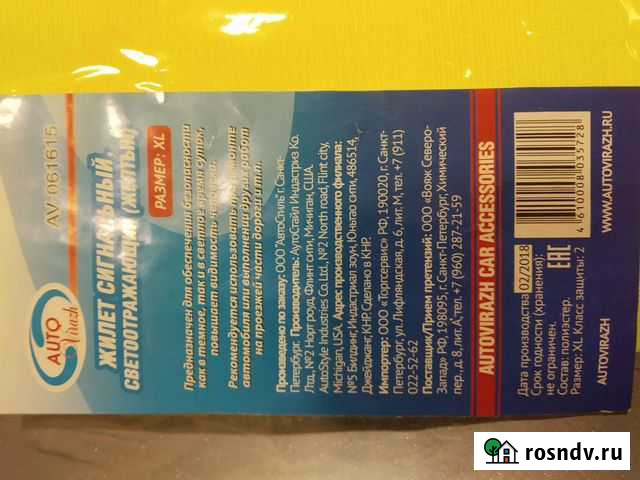 AUTO
Virazh
AV-061615
ЖИЛЕТ СИГНАЛЬНЫЙ,
СВЕТООТРАЖАЮЩИЙ (ЖЕЛТЫЙ)
РАЗМЕР: XL
Предназначен для обеспечения безопасности
как в темное, так и в светлое время суток,
повышает видимость человека.
Рекомендуется использовать при ремонте
автомобиля или выполнении других работ
на проезжей части дороги и т.п.
Произведено по заказу: ООО "АвтоСтиль" г. Санкт-
Петербург. Производитель: АутоСтайл Индастриз Ко.
Лтд., №2 Норт роуд, Флинт сити, Мичиган, США,
AutoStyle Industries Co.Ltd., №2 North road, Flint city,
Michigan, USA. Адрес производственного филиала:
№5 Билдинг, Индастриал зоун, Юньгао сити, 486514,
Джейджанг, КНР. Сделано в КНР.
Импортер: ООО «Торгсервис» РФ, 190020, г. Санкт-
Петербург, ул. Лифляндская, д. 6, лит. М, тел. +7 (911)
022-52-62
Поставщик/Прием претензий: ООО «Вояж Северо-
Запад» РФ, 198095, г. Санкт-Петербург, Химический
пер., д. 8, лит. А, тел. +7 (960) 287-21-59
AUTOVIRAZH CAR ACCESSORIES
Дата производства 02/2018
Срок годности (хранения):
не ограничен.
Состав: полиэстер.
Размер: XL Класс защиты: 2
EAC
4 610008 035728
AUTOVIRAZH
WWW.AUTOVIRAZH.RU
rosndv.ru